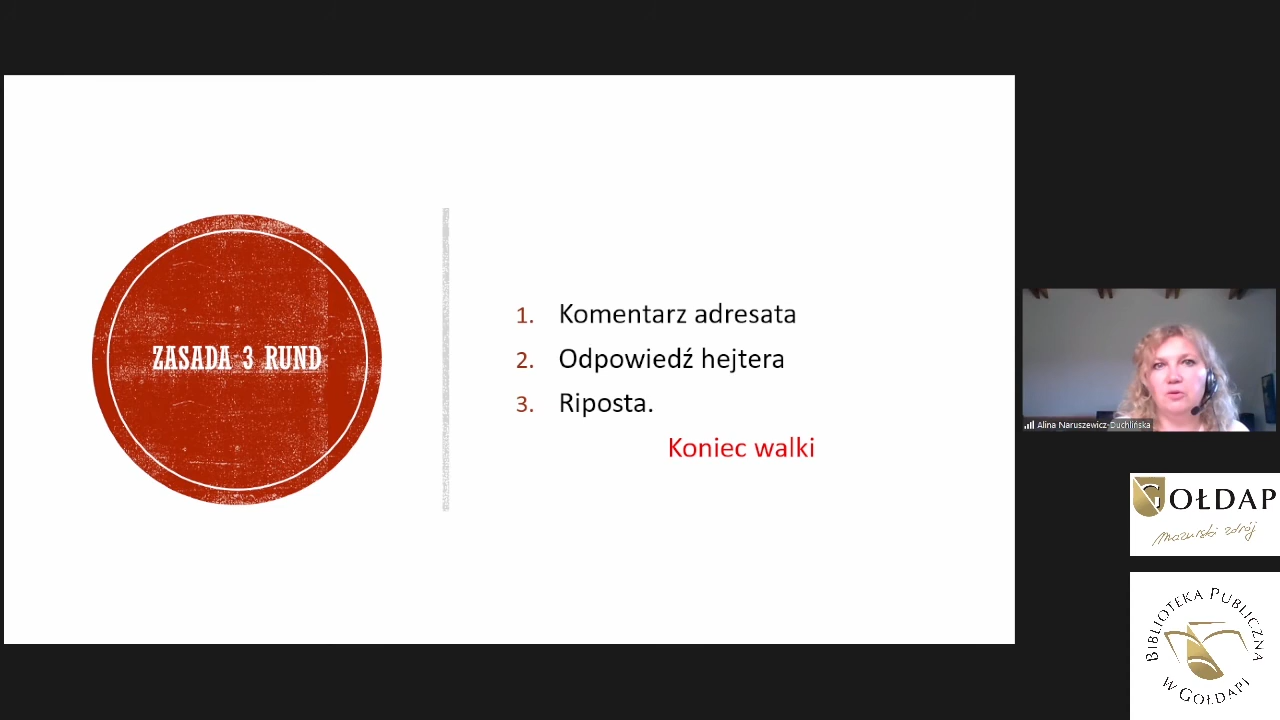 ZASADA 3 RUND
1. Komentarz adresata
2. Odpowiedź hejtera
3. Riposta.
Koniec walki
Alina Naruszewicz-Duchlińska
GOŁDAP
Mazurski zdrój
BIBLIOTEKA PUBLICZNA
W GOŁDAPI